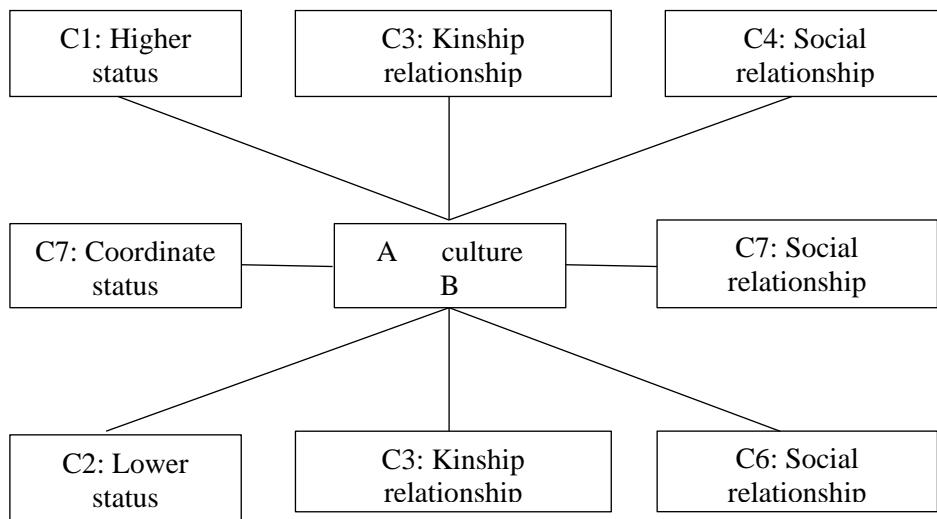 C1: Higher
status
C3: Kinship
relationship
C4: Social
relationship
C7: Coordinate
status
A culture
B
C7: Social
relationship
C2: Lower
status
C3: Kinship
relationship
C6: Social
relationship